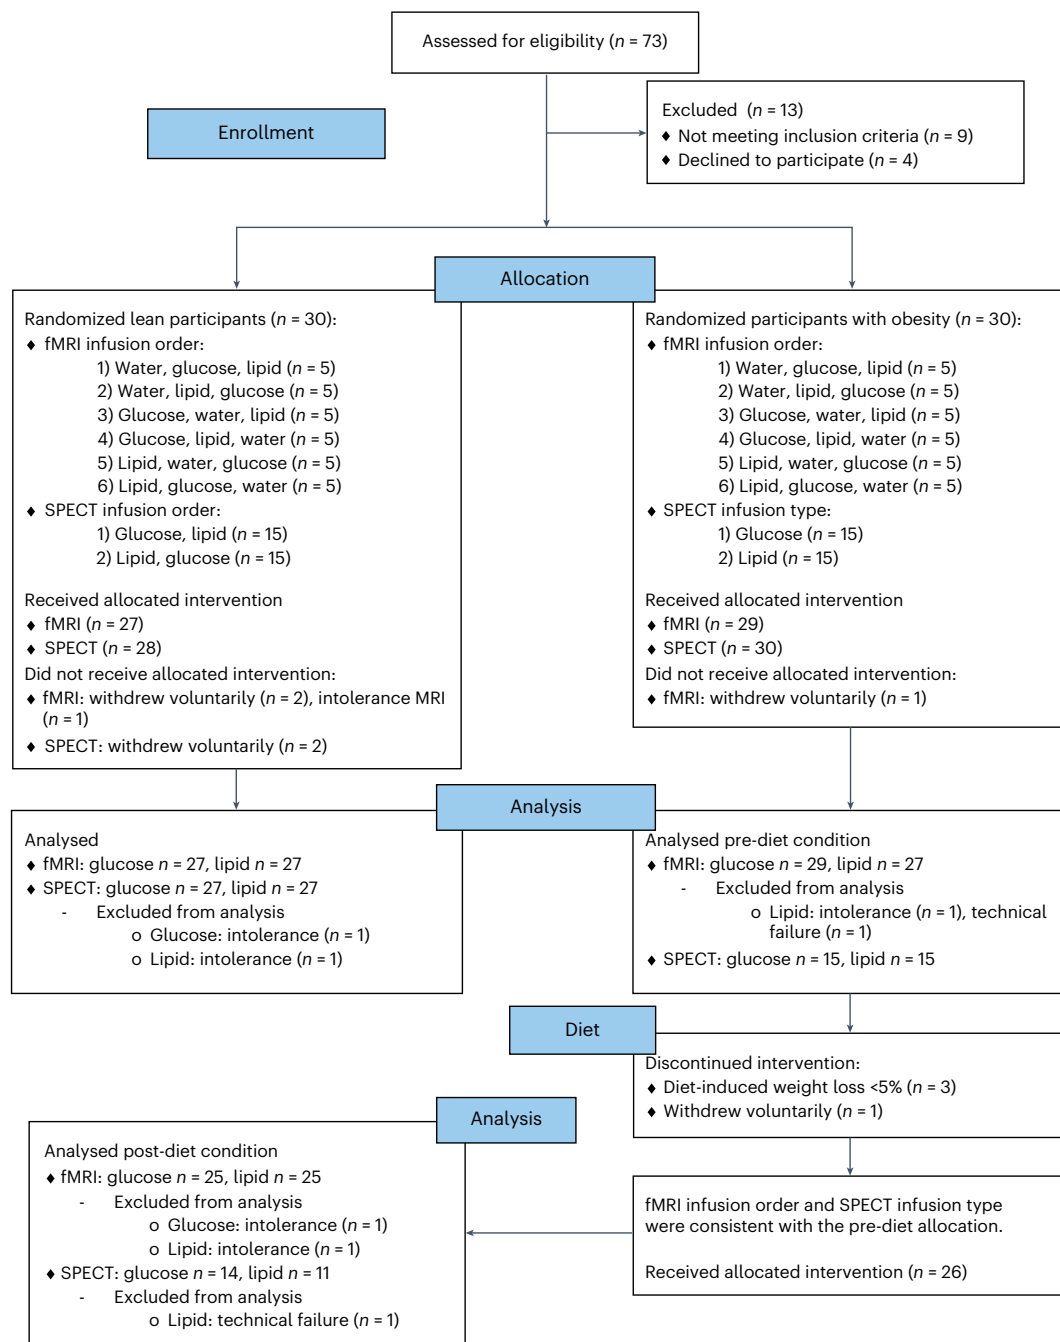 Assessed for eligibility (n = 73)
Enrollment
Excluded (n = 13)
♦ Not meeting inclusion criteria (n = 9)
♦ Declined to participate (n = 4)
Allocation
Randomized lean participants (n = 30):
♦ fMRI infusion order:
1) Water, glucose, lipid (n = 5)
2) Water, lipid, glucose (n = 5)
3) Glucose, water, lipid (n = 5)
4) Glucose, lipid, water (n = 5)
5) Lipid, water, glucose (n = 5)
6) Lipid, glucose, water (n = 5)
♦ SPECT infusion order:
1) Glucose, lipid (n = 15)
2) Lipid, glucose (n = 15)
Received allocated intervention
♦ fMRI (n = 27)
♦ SPECT (n = 28)
Did not receive allocated intervention:
♦ fMRI: withdrew voluntarily (n = 2), intolerance MRI
(n = 1)
♦ SPECT: withdrew voluntarily (n = 2)
Randomized participants with obesity (n = 30):
♦ fMRI infusion order:
1) Water, glucose, lipid (n = 5)
2) Water, lipid, glucose (n = 5)
3) Glucose, water, lipid (n = 5)
4) Glucose, lipid, water (n = 5)
5) Lipid, water, glucose (n = 5)
6) Lipid, glucose, water (n = 5)
♦ SPECT infusion type:
1) Glucose (n = 15)
2) Lipid (n = 15)
Received allocated intervention
♦ fMRI (n = 29)
♦ SPECT (n = 30)
Did not receive allocated intervention:
♦ fMRI: withdrew voluntarily (n = 1)
Analysis
Analysed
♦ fMRI: glucose n = 27, lipid n = 27
♦ SPECT: glucose n = 27, lipid n = 27
- Excluded from analysis
o Glucose: intolerance (n = 1)
o Lipid: intolerance (n = 1)
Analysed pre-diet condition
♦ fMRI: glucose n = 29, lipid n = 27
- Excluded from analysis
o Lipid: intolerance (n = 1), technical
failure (n = 1)
♦ SPECT: glucose n = 15, lipid n = 15
Diet
Discontinued intervention:
♦ Diet-induced weight loss <5% (n = 3)
♦ Withdrew voluntarily (n = 1)
fMRI infusion order and SPECT infusion type
were consistent with the pre-diet allocation.
Received allocated intervention (n = 26)
Analysis
Analysed post-diet condition
♦ fMRI: glucose n = 25, lipid n = 25
- Excluded from analysis
o Glucose: intolerance (n = 1)
o Lipid: intolerance (n = 1)
♦ SPECT: glucose n = 14, lipid n = 11
- Excluded from analysis
o Lipid: technical failure (n = 1)